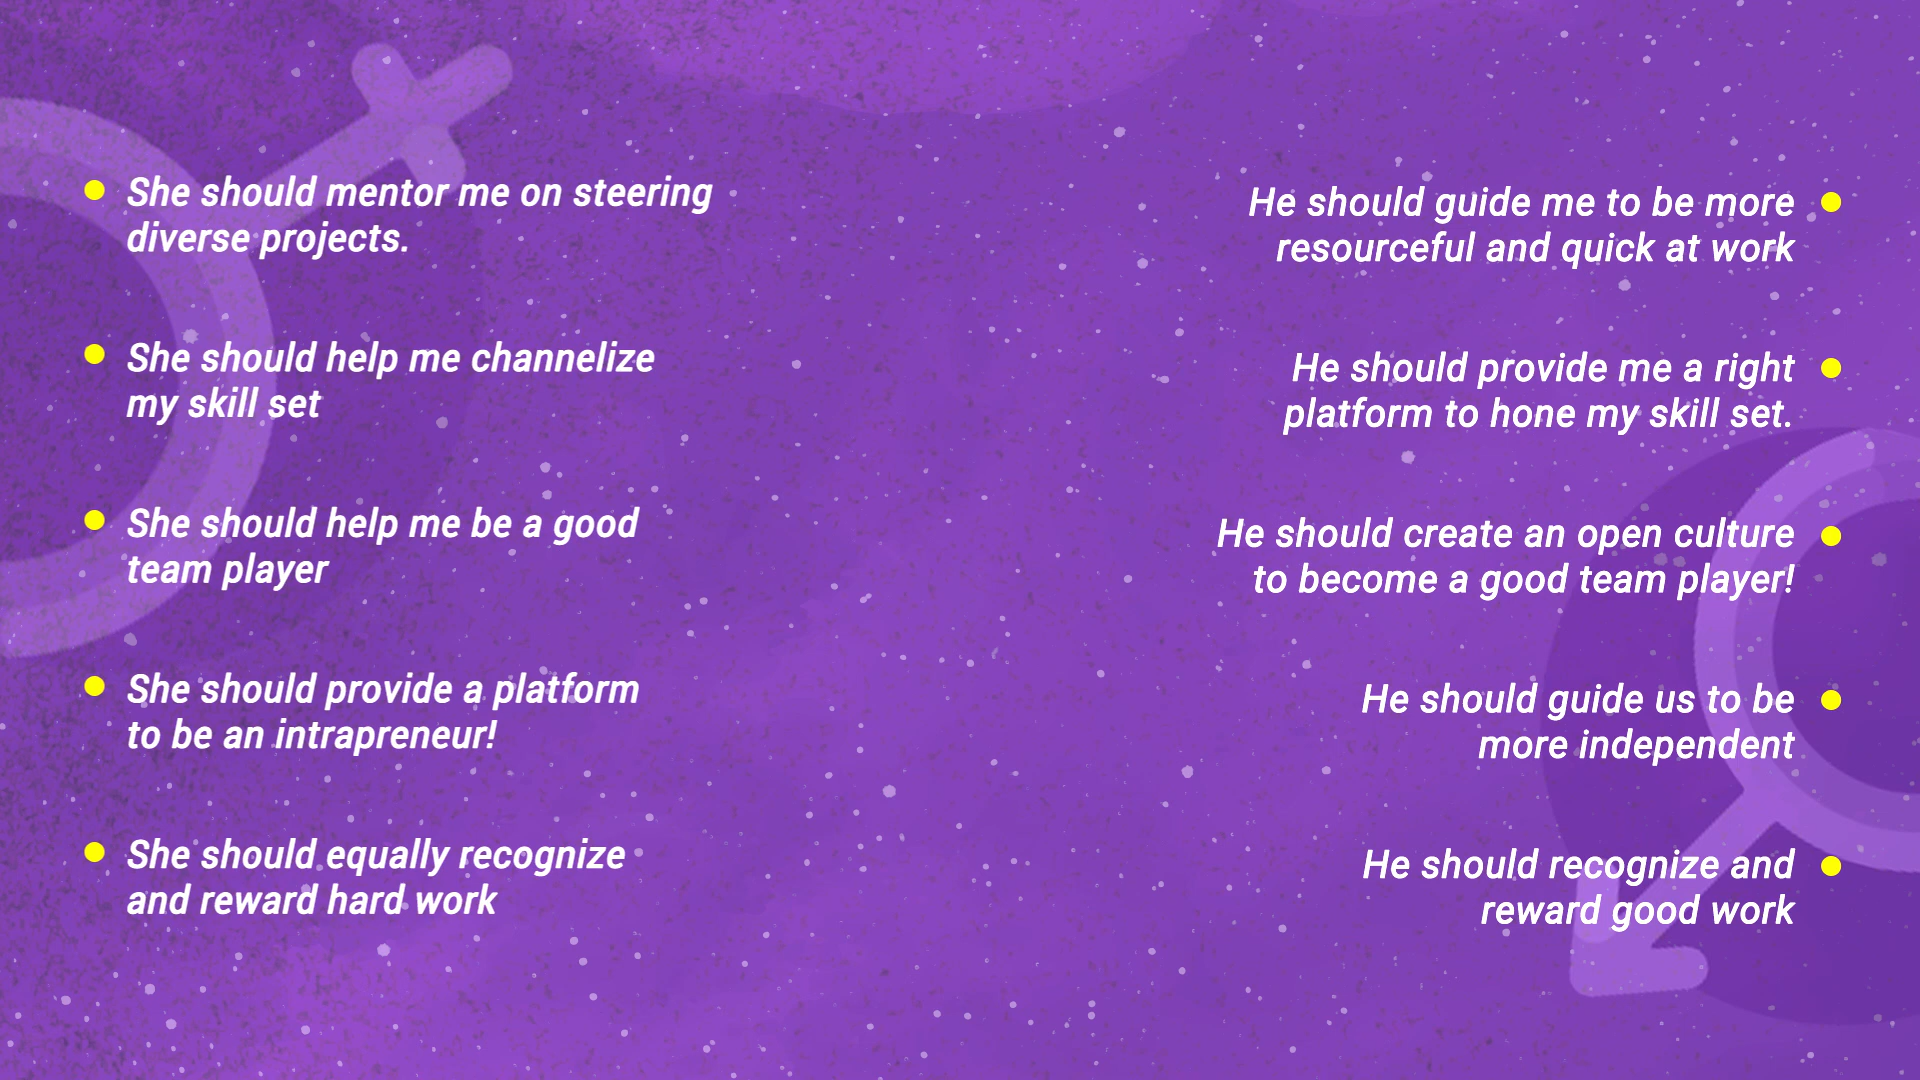 She should mentor me on steering
diverse projects.
She should help me channelize
my skill set
She should help me be a good
team player
She should provide a platform
to be an intrapreneur!
She should equally recognize
and reward hard work
He should guide me to be more
resourceful and quick at work
He should provide me a right
platform to hone my skill set.
He should create an open culture
to become a good team player!
He should guide us to be
more independent
He should recognize and
reward good work